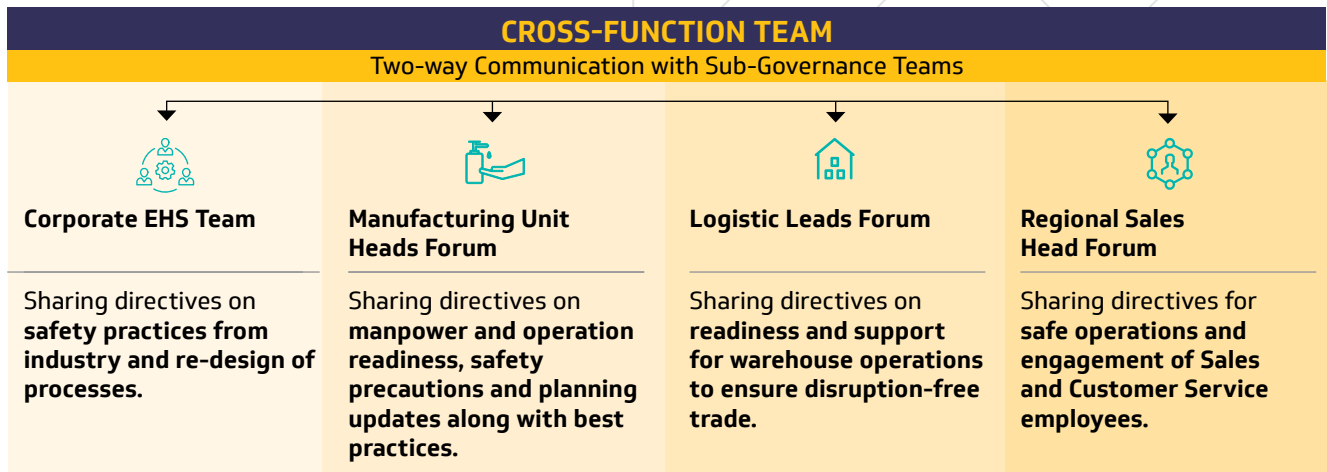 CROSS-FUNCTION TEAM
Two-way Communication with Sub-Governance Teams
Corporate EHS Team
Sharing directives on
safety practices from
industry and re-design of
processes.
Manufacturing Unit
Heads Forum
Sharing directives on
manpower and operation
readiness, safety
precautions and planning
updates along with best
practices.
Logistic Leads Forum
Sharing directives on
readiness and support
for warehouse operations
to ensure disruption-free
trade.
Regional Sales
Head Forum
Sharing directives for
safe operations and
engagement of Sales
and Customer Service
employees.